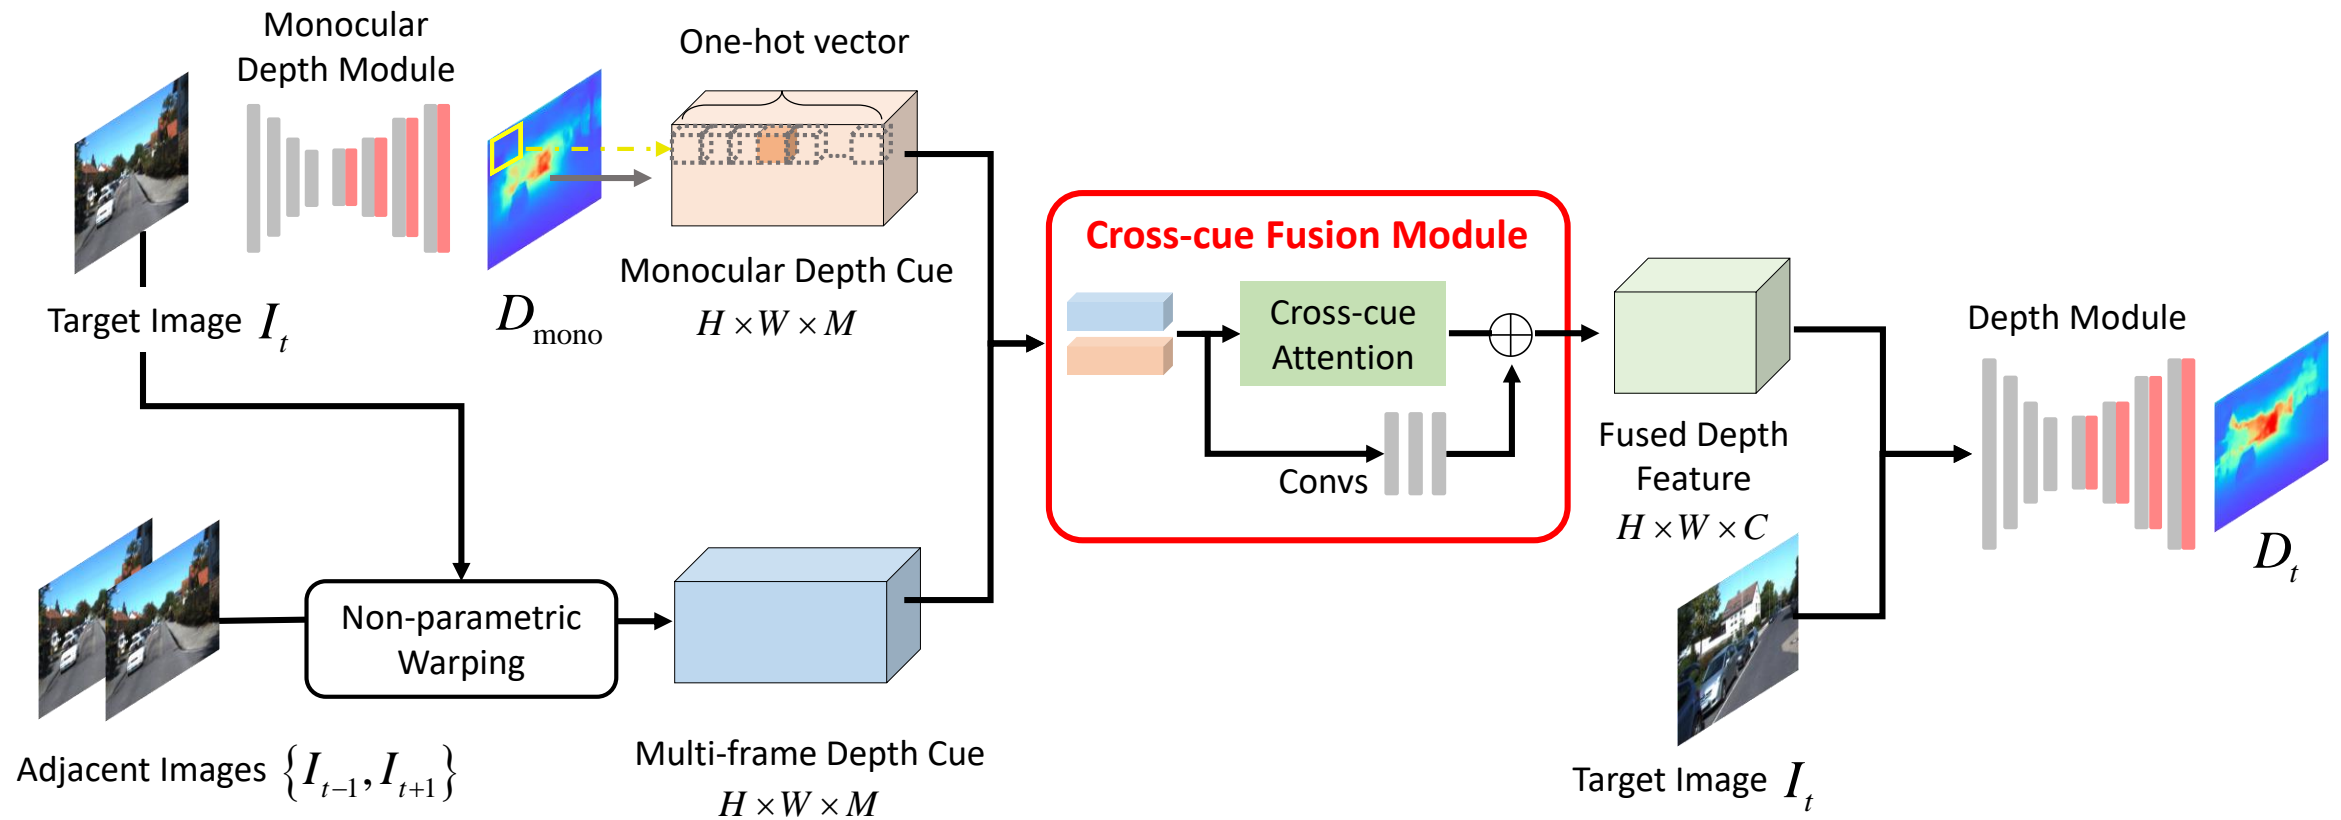 Monocular
Depth Module
One-hot vector
Target Image I_t
D_mono
Monocular Depth Cue
H × W × M
Cross-cue Fusion Module
Cross-cue
Attention
Convs
Fused Depth
Feature
H × W × C
Depth Module
D_t
Non-parametric
Warping
Adjacent Images {I_{t−1}, I_{t+1}}
Multi-frame Depth Cue
H × W × M
Target Image I_t